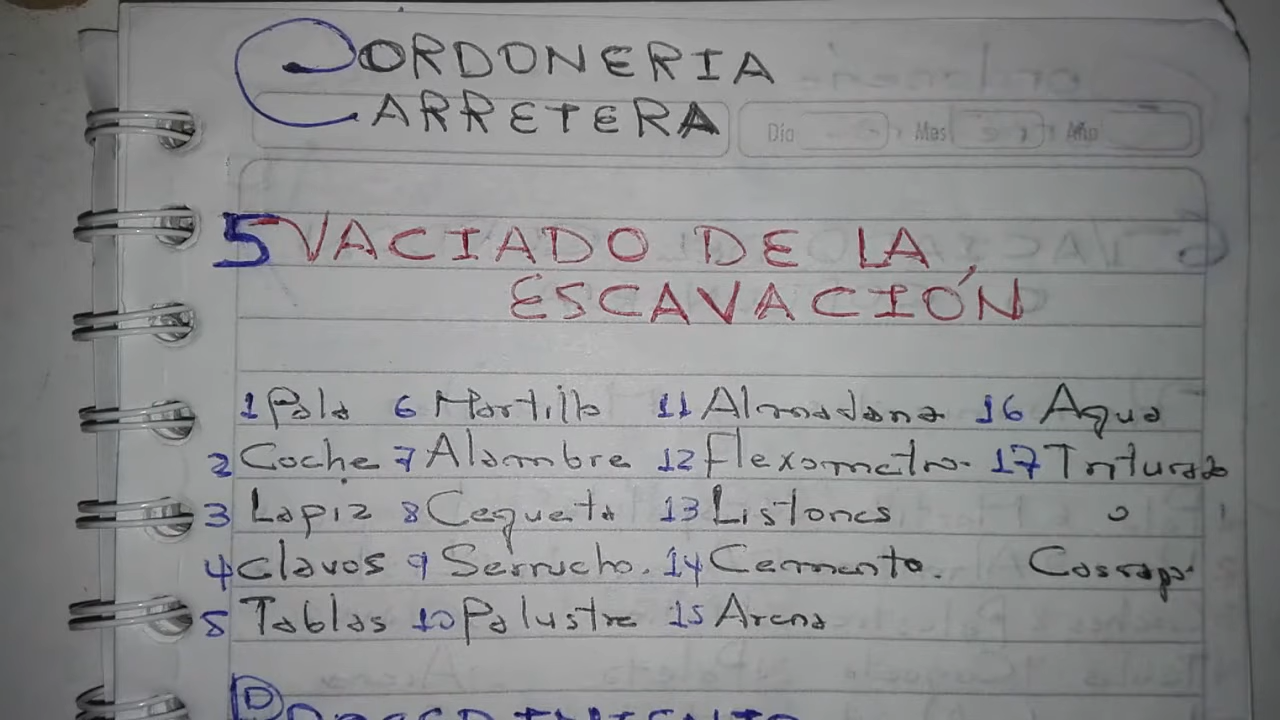 CORDONERIA
CARRETERA
Día Mes Año
5 VACIADO DE LA
ESCAVACIÓN
1 Pala 6 Martillo 11 Almadana 16 Agua
2 Coche 7 Alambre 12 Flexometro. 17 Triturado
3 Lapiz 8 Cegueta 13 Listones o
4 Clavos 9 Serrucho. 14 Cemento. Cascajo
5 Tablas 10 Palustre 15 Arena
D PROCEDIMIENTO